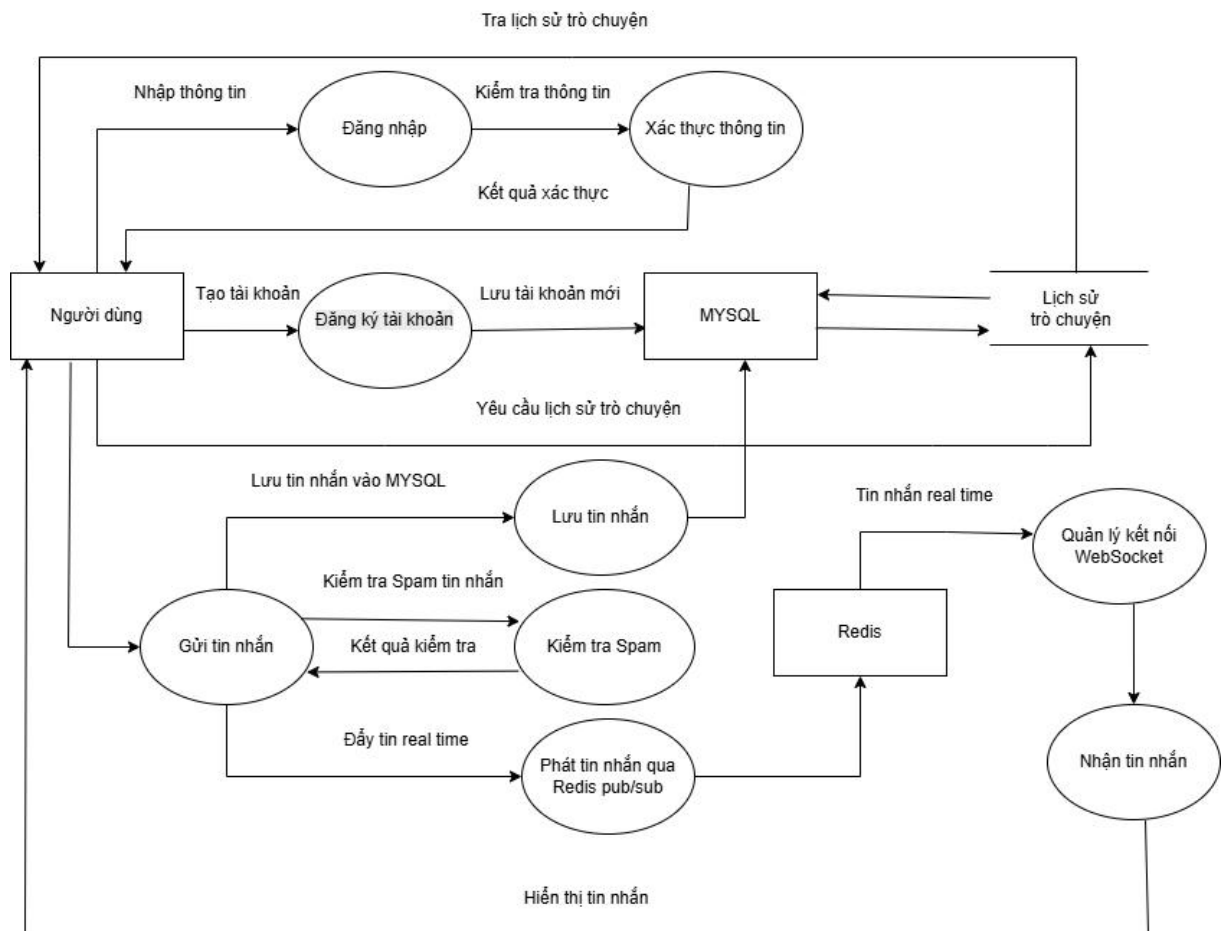 Tra lịch sử trò chuyện
Nhập thông tin
Kiểm tra thông tin
Đăng nhập
Xác thực thông tin
Kết quả xác thực
Người dùng
Tạo tài khoản
Đăng ký tài khoản
Lưu tài khoản mới
MYSQL
Lịch sử
trò chuyện
Yêu cầu lịch sử trò chuyện
Lưu tin nhắn vào MYSQL
Lưu tin nhắn
Tin nhắn real time
Quản lý kết nối
WebSocket
Kiểm tra Spam tin nhắn
Gửi tin nhắn
Kết quả kiểm tra
Kiểm tra Spam
Redis
Đẩy tin real time
Phát tin nhắn qua
Redis pub/sub
Nhận tin nhắn
Hiển thị tin nhắn